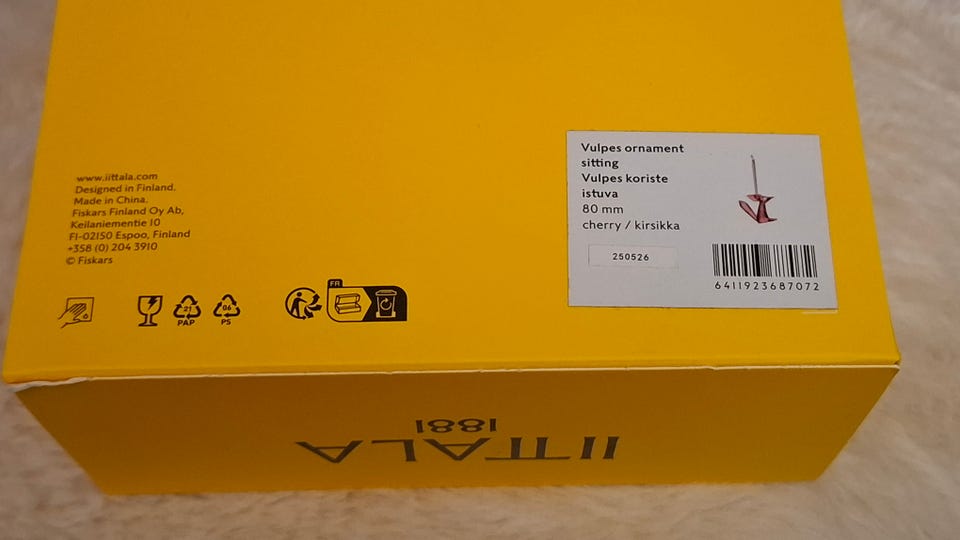 www.iittala.com
Designed in Finland.
Made in China.
Fiskars Finland Oy Ab,
Keilaniementie 10
FI-02150 Espoo, Finland
+358 (0) 204 3910
© Fiskars
21
PAP
06
PS
FR
Vulpes ornament
sitting
Vulpes koriste
istuva
80 mm
cherry / kirsikka
250526
6411923687072
IITTALA
1881